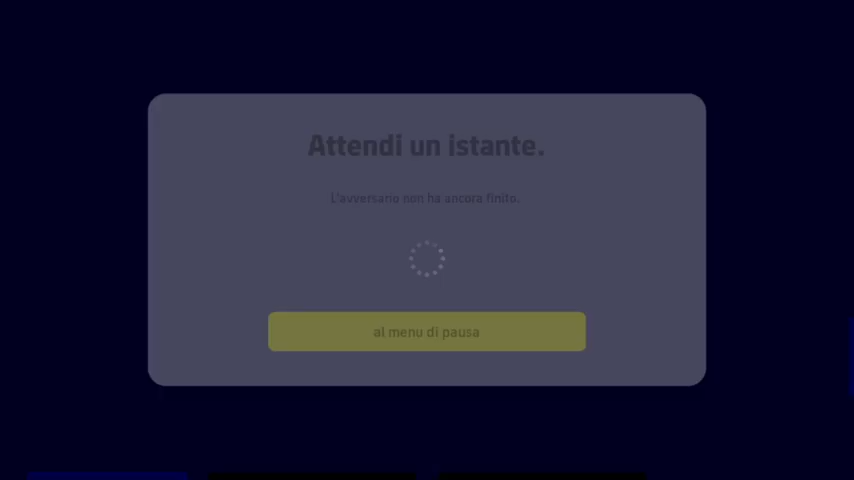 Attendi un istante.
L'avversario non ha ancora finito.
al menu di pausa